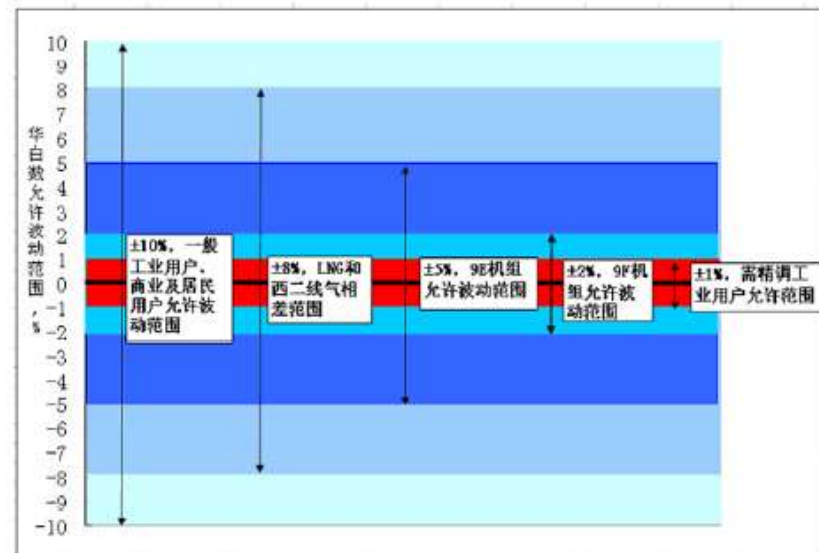 华白数允许波动范围,%
10
9
8
7
6
5
4
3
2
1
0
-1
-2
-3
-4
-5
-6
-7
-8
-9
-10
±10%，一般
工业用户、
商业及居民
用户允许波
动范围
±8%，LNG和
西二线气相
差范围
±5%，9E机组
允许波动范围
±2%，9F机
组允许波
动范围
±1%，需精调工
业用户允许范围